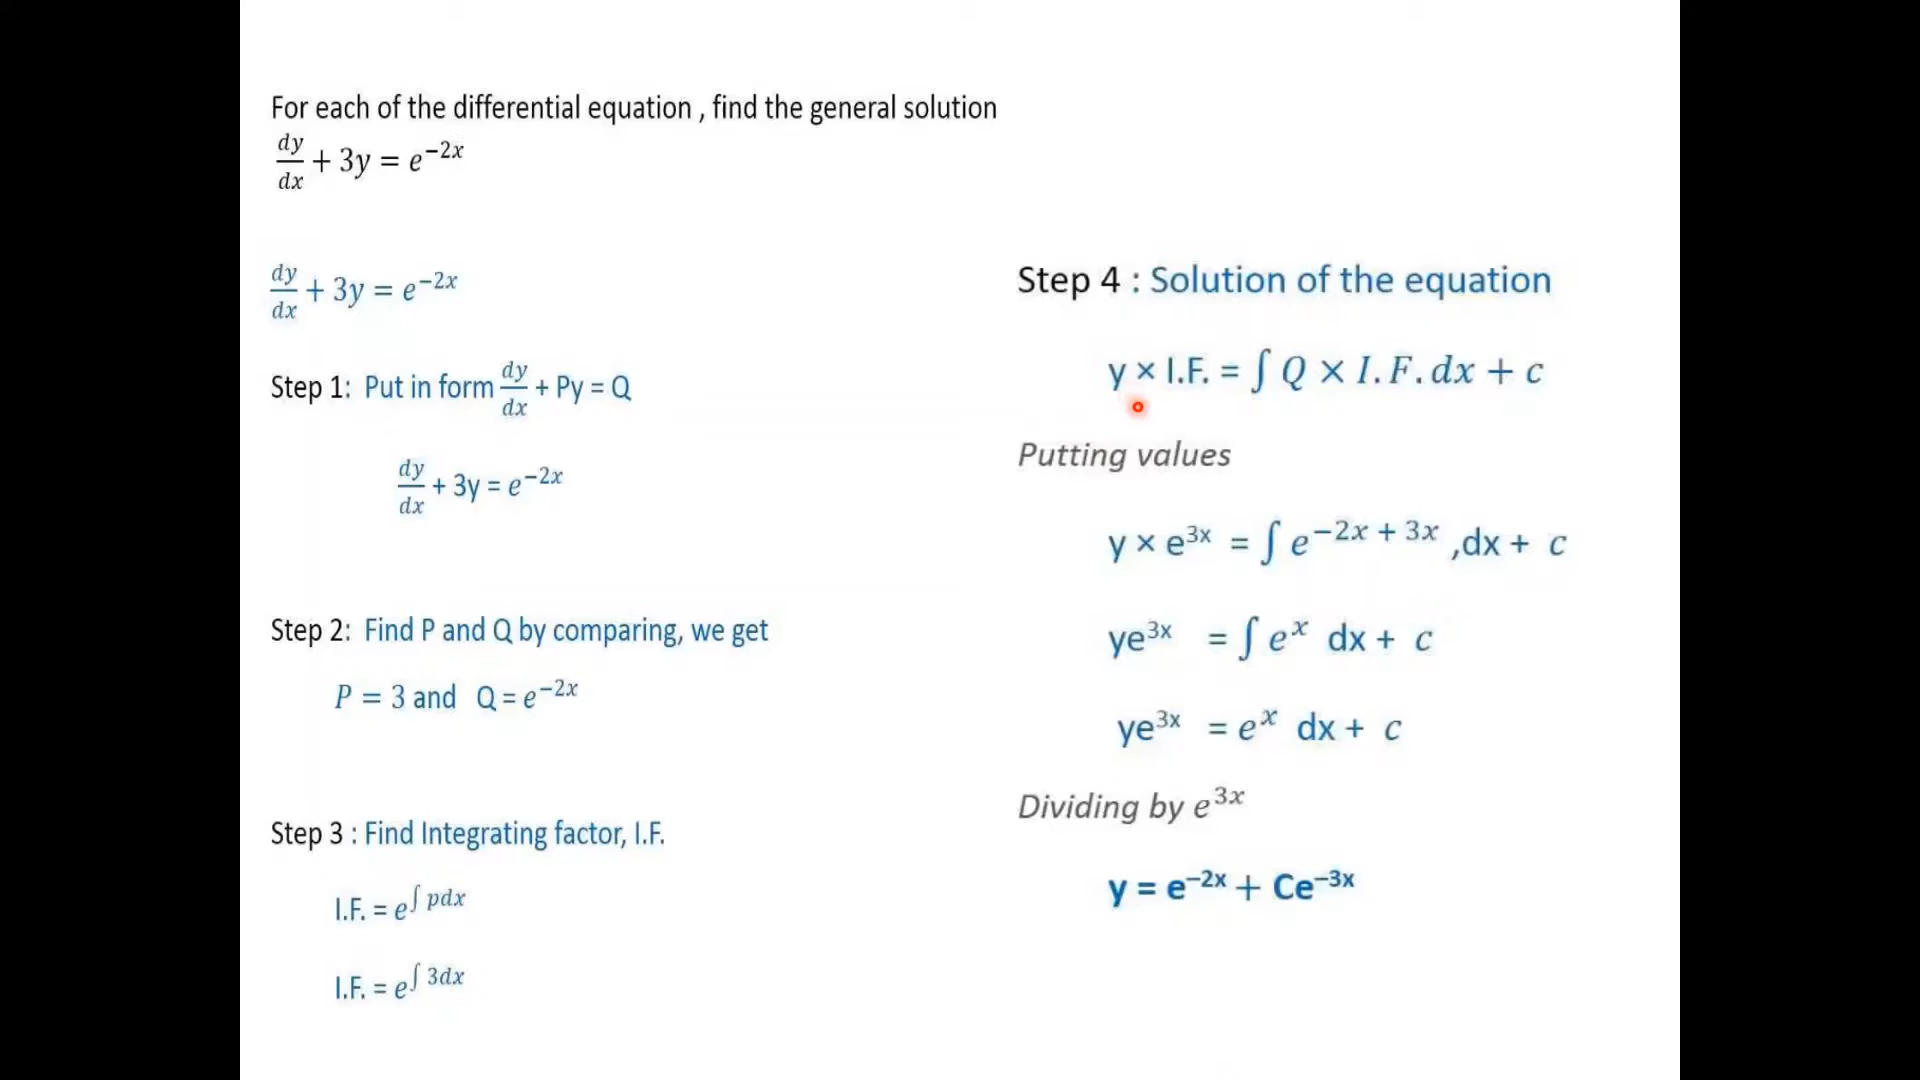 For each of the differential equation , find the general solution
dy/dx + 3y = e^−2x
dy/dx + 3y = e^−2x
Step 1: Put in form dy/dx + Py = Q
dy/dx + 3y = e^−2x
Step 2: Find P and Q by comparing, we get
P = 3 and Q = e^−2x
Step 3 : Find Integrating factor, I.F.
I.F. = e^∫ pdx
I.F. = e^∫ 3dx
Step 4 : Solution of the equation
y × I.F. = ∫ Q × I.F.dx + c
Putting values
y × e^3x = ∫ e^−2x + 3x ,dx + c
ye^3x = ∫ e^x dx + c
ye^3x = e^x dx + c
Dividing by e^3x
y = e^−2x + Ce^−3x